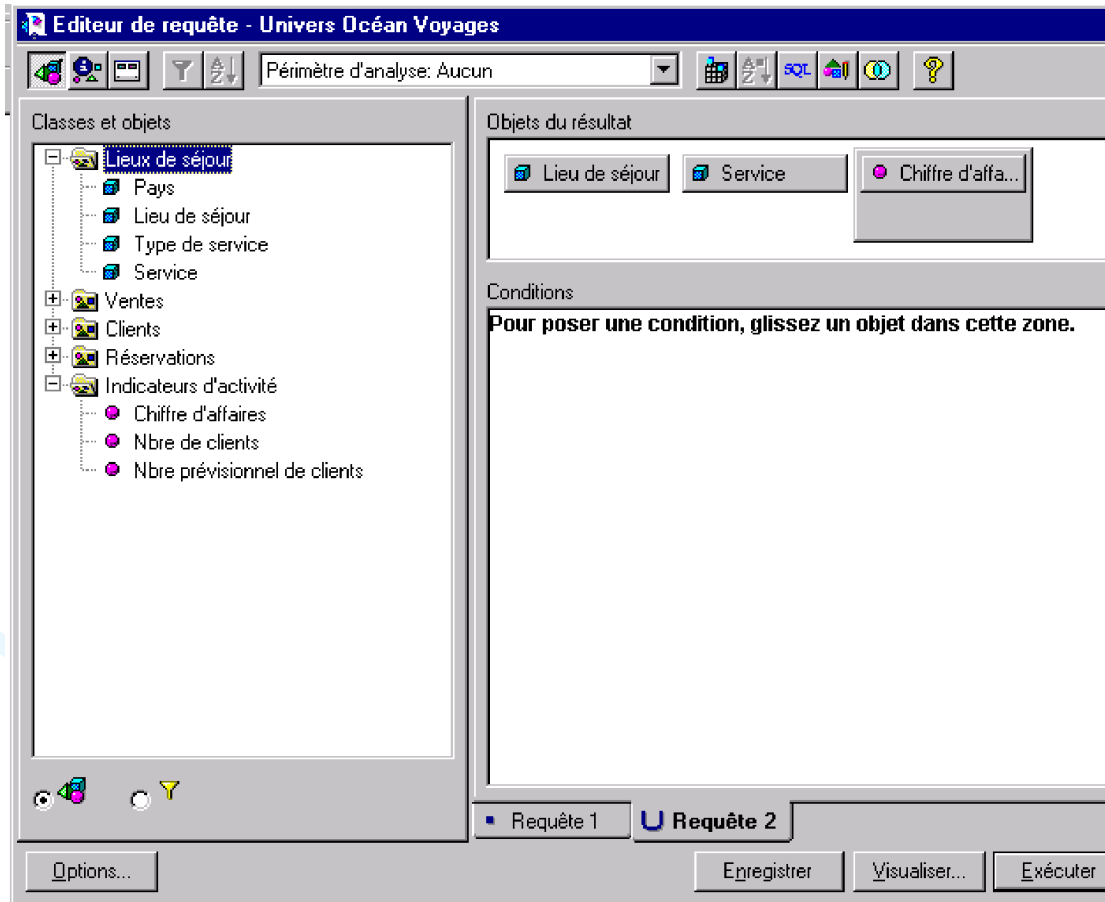 Editeur de requête - Univers Océan Voyages
Périmètre d'analyse: Aucun
SQL
?
Classes et objets
Lieux de séjour
Pays
Lieu de séjour
Type de service
Service
Ventes
Clients
Réservations
Indicateurs d'activité
Chiffre d'affaires
Nbre de clients
Nbre prévisionnel de clients
Objets du résultat
Lieu de séjour Service Chiffre d'affa...
Conditions
Pour poser une condition, glissez un objet dans cette zone.
Requête 1 Requête 2
Options... Enregistrer Visualiser... Exécuter